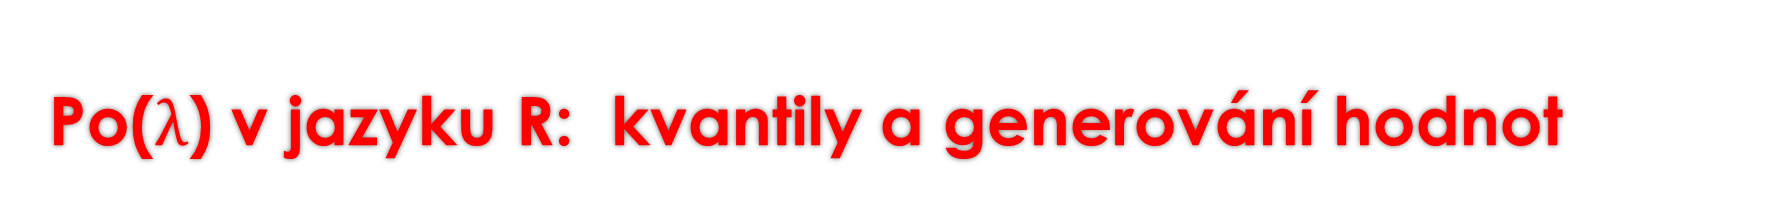 Po(λ) v jazyku R:  kvantily a generování hodnot